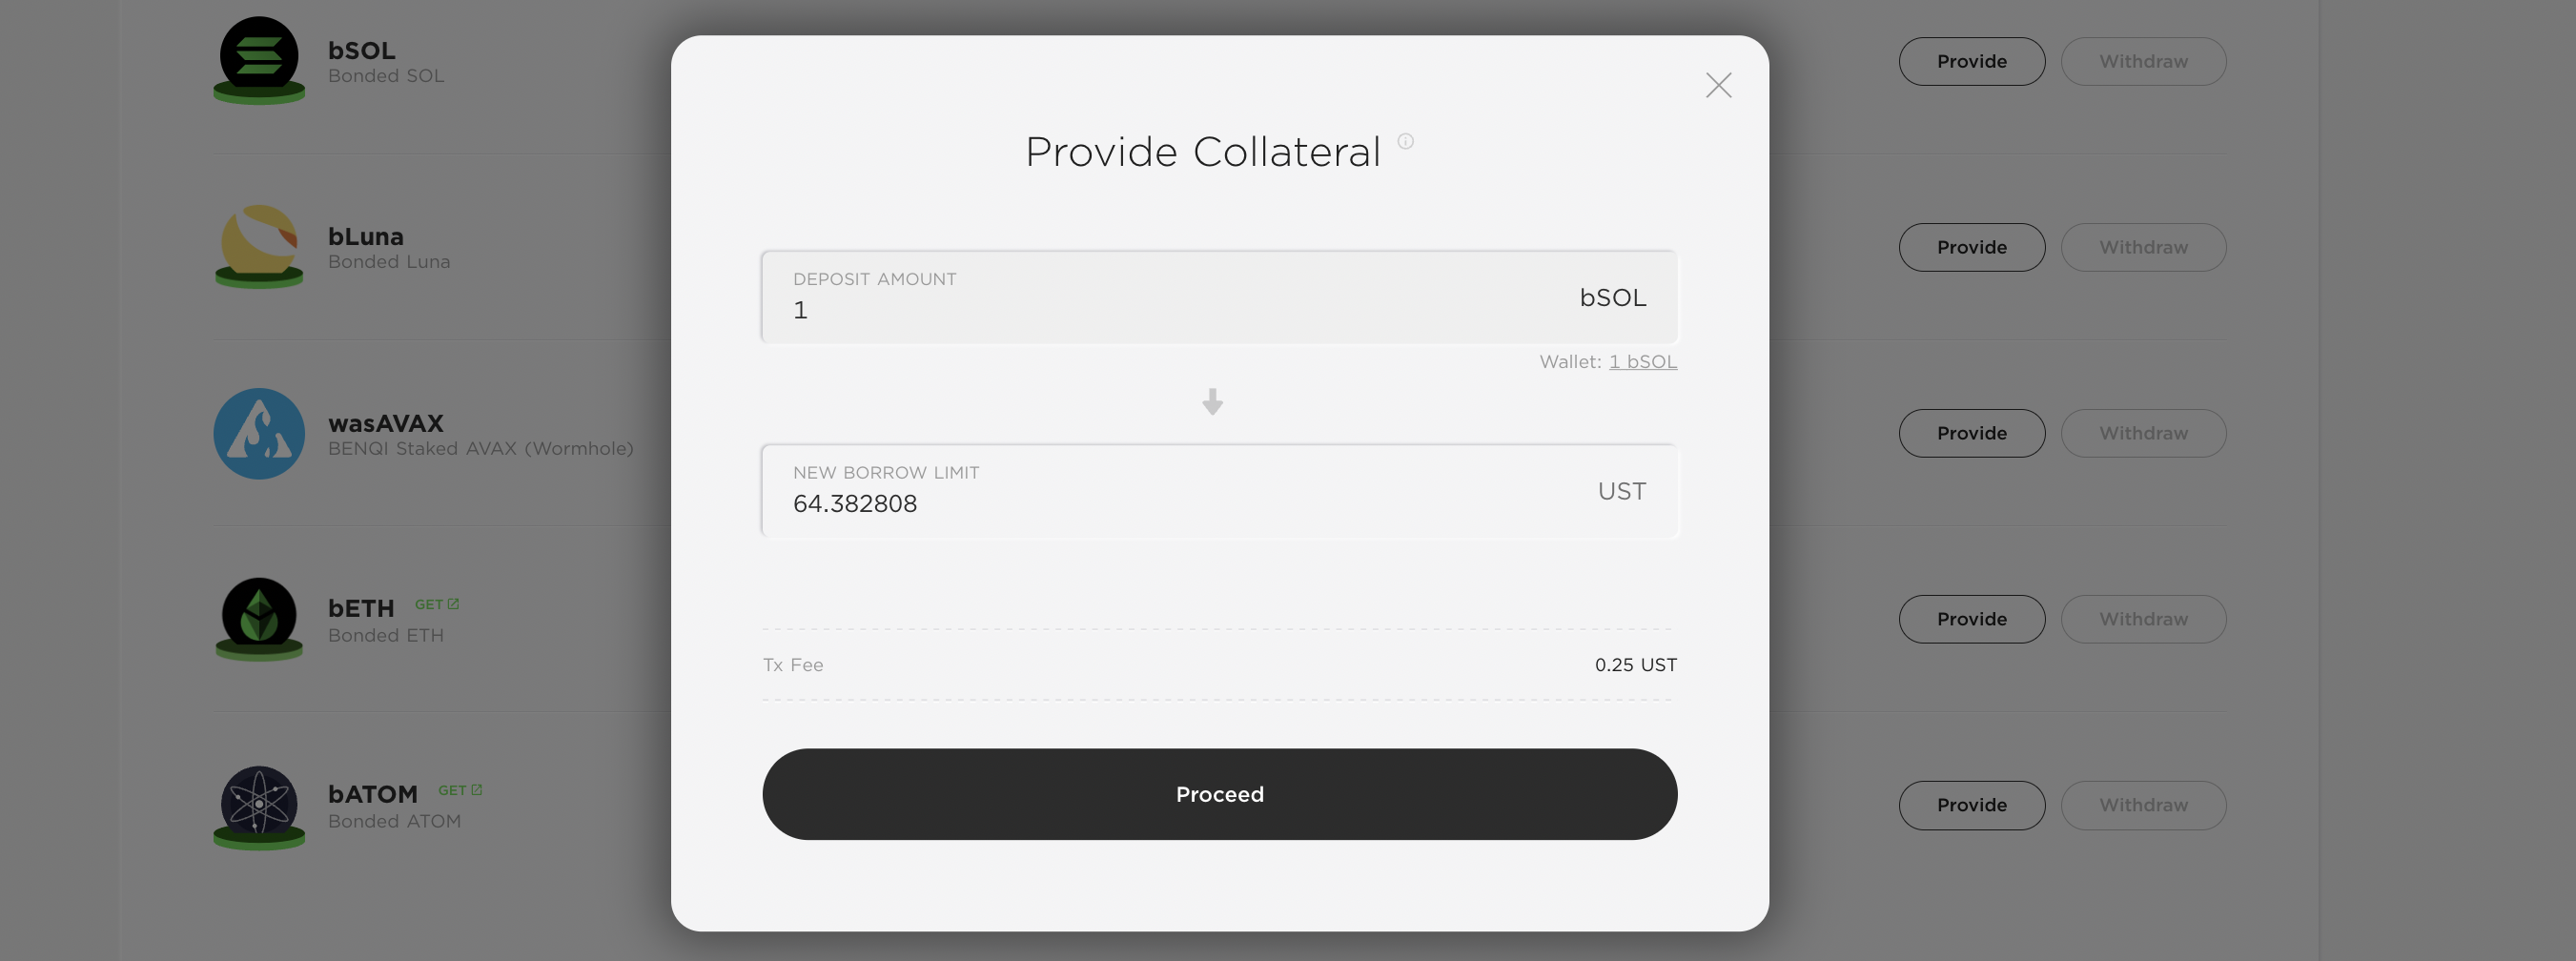 bSOL
Bonded SOL
Provide Withdraw
bLuna
Bonded Luna
Provide Withdraw
wasAVAX
BENQI Staked AVAX (Wormhole)
Provide Withdraw
bETH GET
Bonded ETH
Provide Withdraw
bATOM GET
Bonded ATOM
Provide Withdraw
Provide Collateral
DEPOSIT AMOUNT
1 bSOL
Wallet: 1 bSOL
NEW BORROW LIMIT
64.382808 UST
Tx Fee 0.25 UST
Proceed